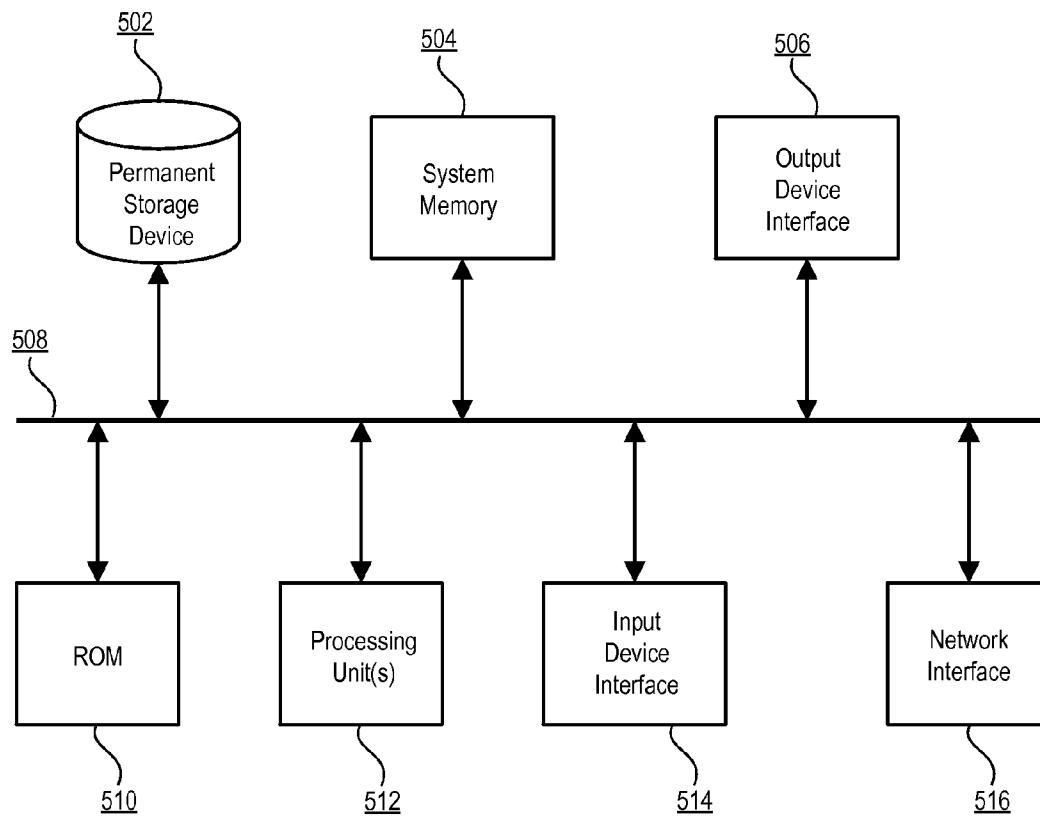 502
504
506
Permanent
Storage
Device
System
Memory
Output
Device
Interface
508
ROM
Processing
Unit(s)
Input
Device
Interface
Network
Interface
510
512
514
516